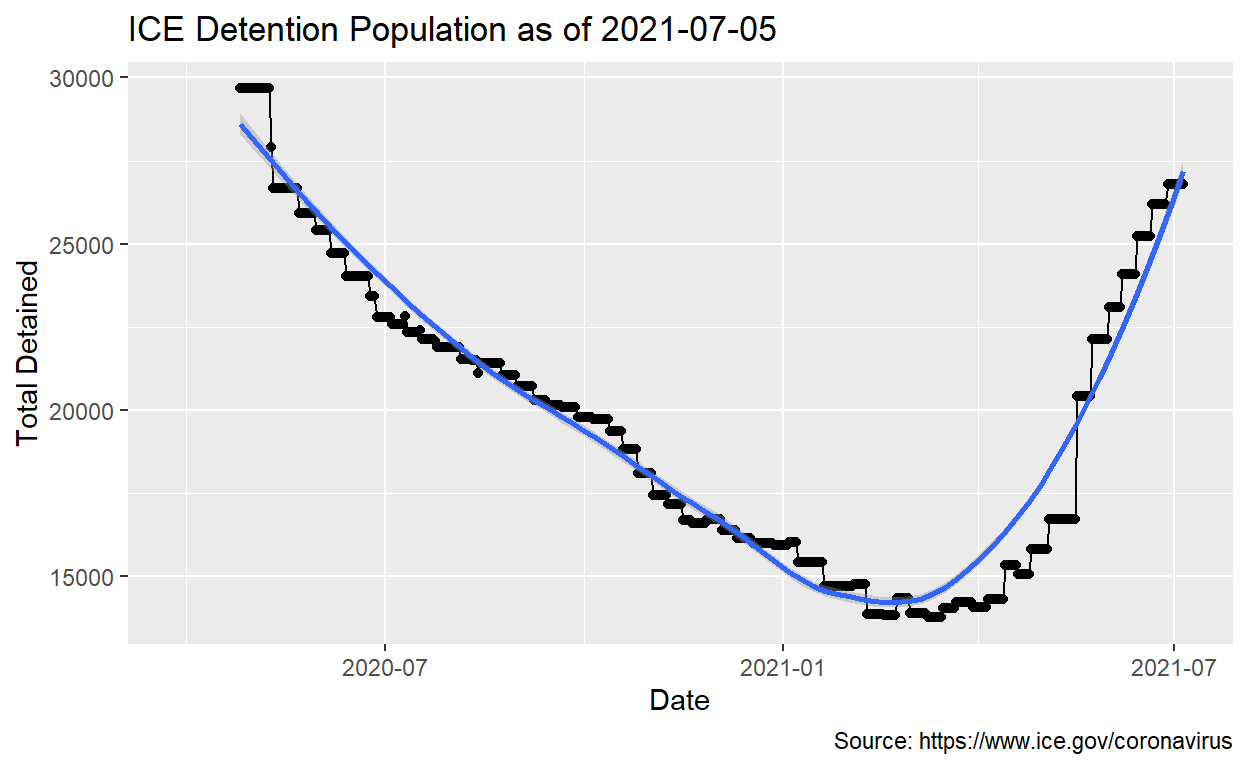 ICE Detention Population as of 2021-07-05
30000
25000
20000
15000
Total Detained
2020-07
2021-01
2021-07
Date
Source: https://www.ice.gov/coronavirus